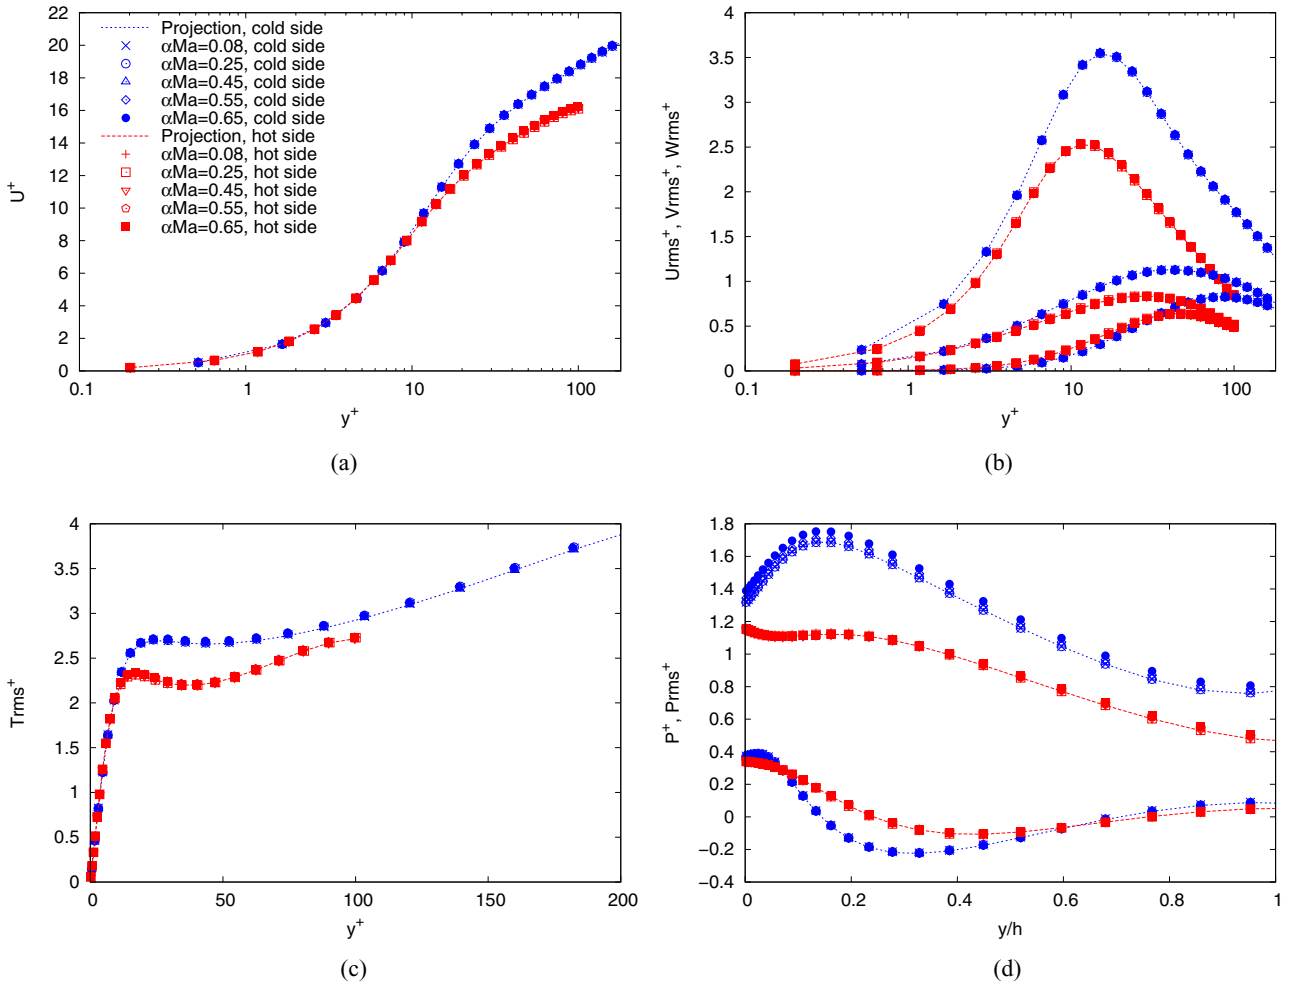 Projection, cold side
αMa=0.08, cold side
αMa=0.25, cold side
αMa=0.45, cold side
αMa=0.55, cold side
αMa=0.65, cold side
Projection, hot side
αMa=0.08, hot side
αMa=0.25, hot side
αMa=0.45, hot side
αMa=0.55, hot side
αMa=0.65, hot side
20
18
16
14
12
10
8
6
4
2
0
U⁺
0.1 1 10 100
y⁺
(a)
4
3.5
3
2.5
2
1.5
1
0.5
0
Urms⁺, Vrms⁺, Wrms⁺
0.1 1 10 100
y⁺
(b)
4
3.5
3
2.5
2
1.5
1
0.5
0
Trms⁺
0 50 100 150 200
y⁺
(c)
1.8
1.6
1.4
1.2
1
0.8
0.6
0.4
0.2
0
−0.2
−0.4
P⁺, Prms⁺
0 0.2 0.4 0.6 0.8 1
y/h
(d)